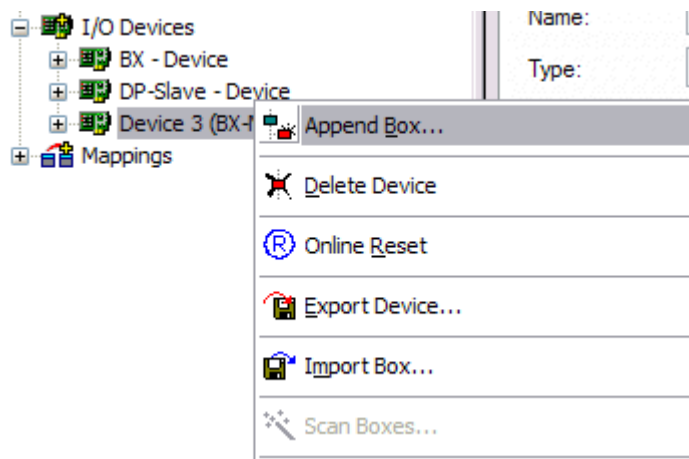 I/O Devices
Name:
BX - Device
Type:
DP-Slave - Device
Device 3 (BX-
Append Box...
Mappings
Delete Device
Online Reset
Export Device...
Import Box...
Scan Boxes...